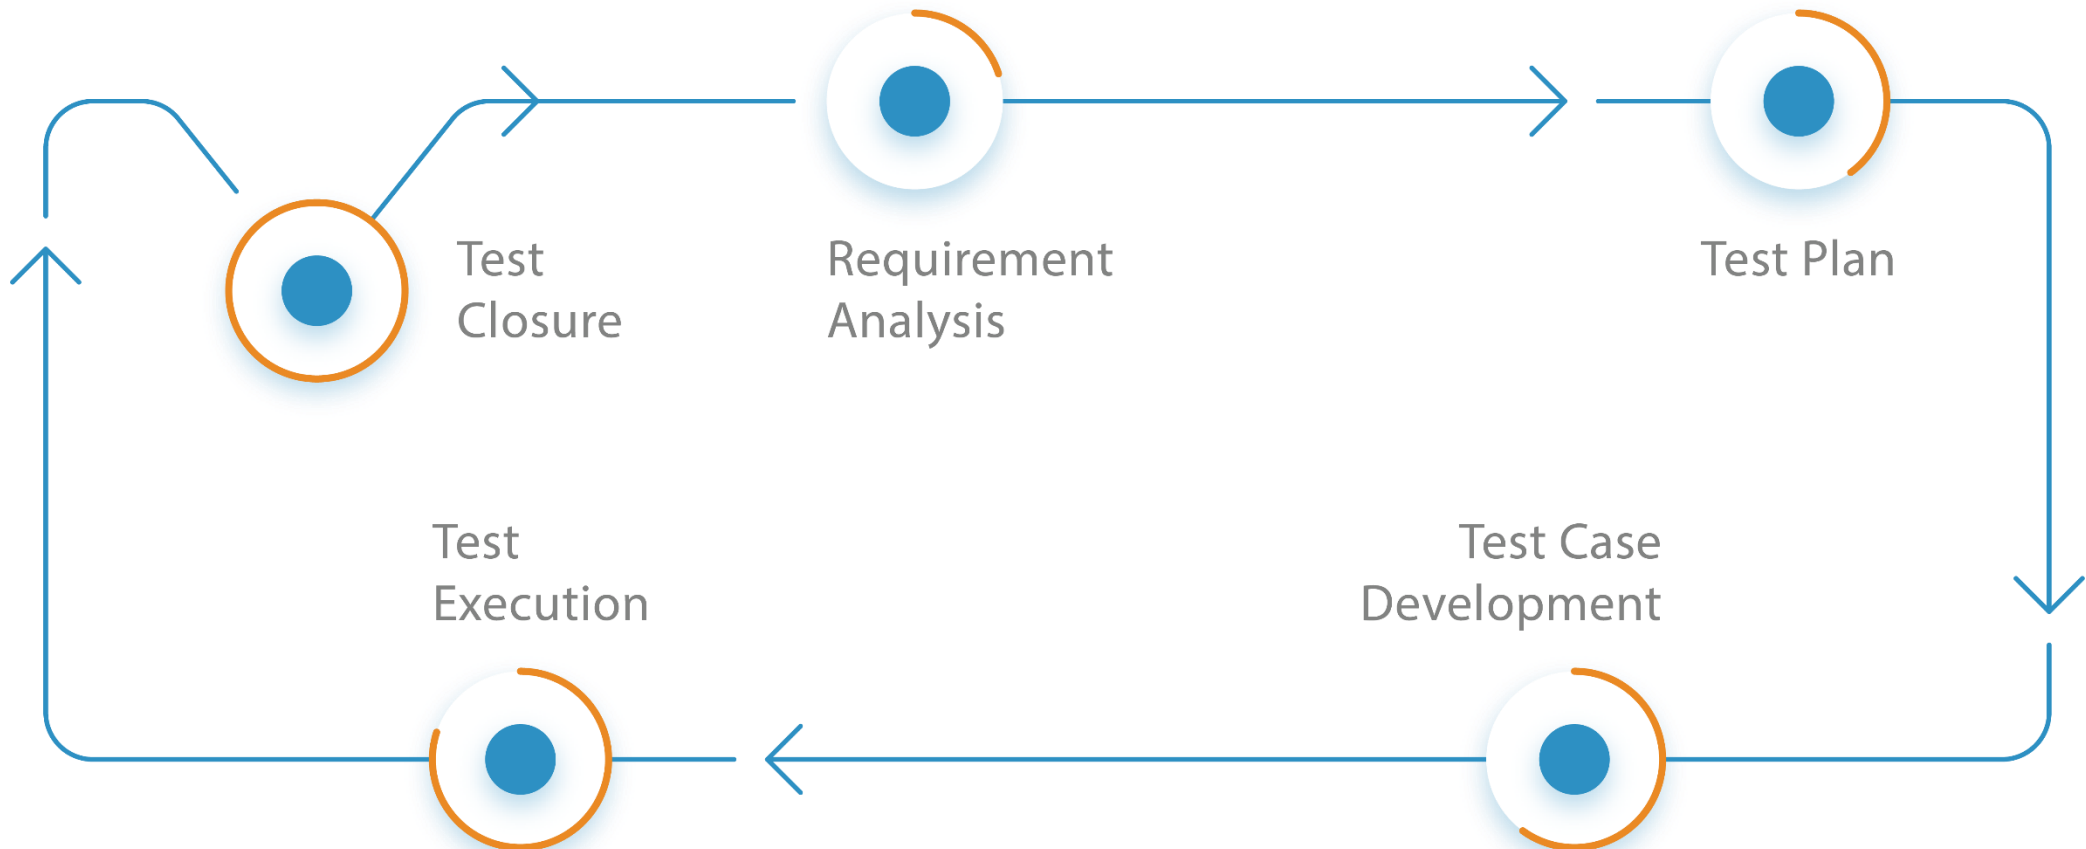 Test
Closure
Requirement
Analysis
Test Plan
Test
Execution
Test Case
Development